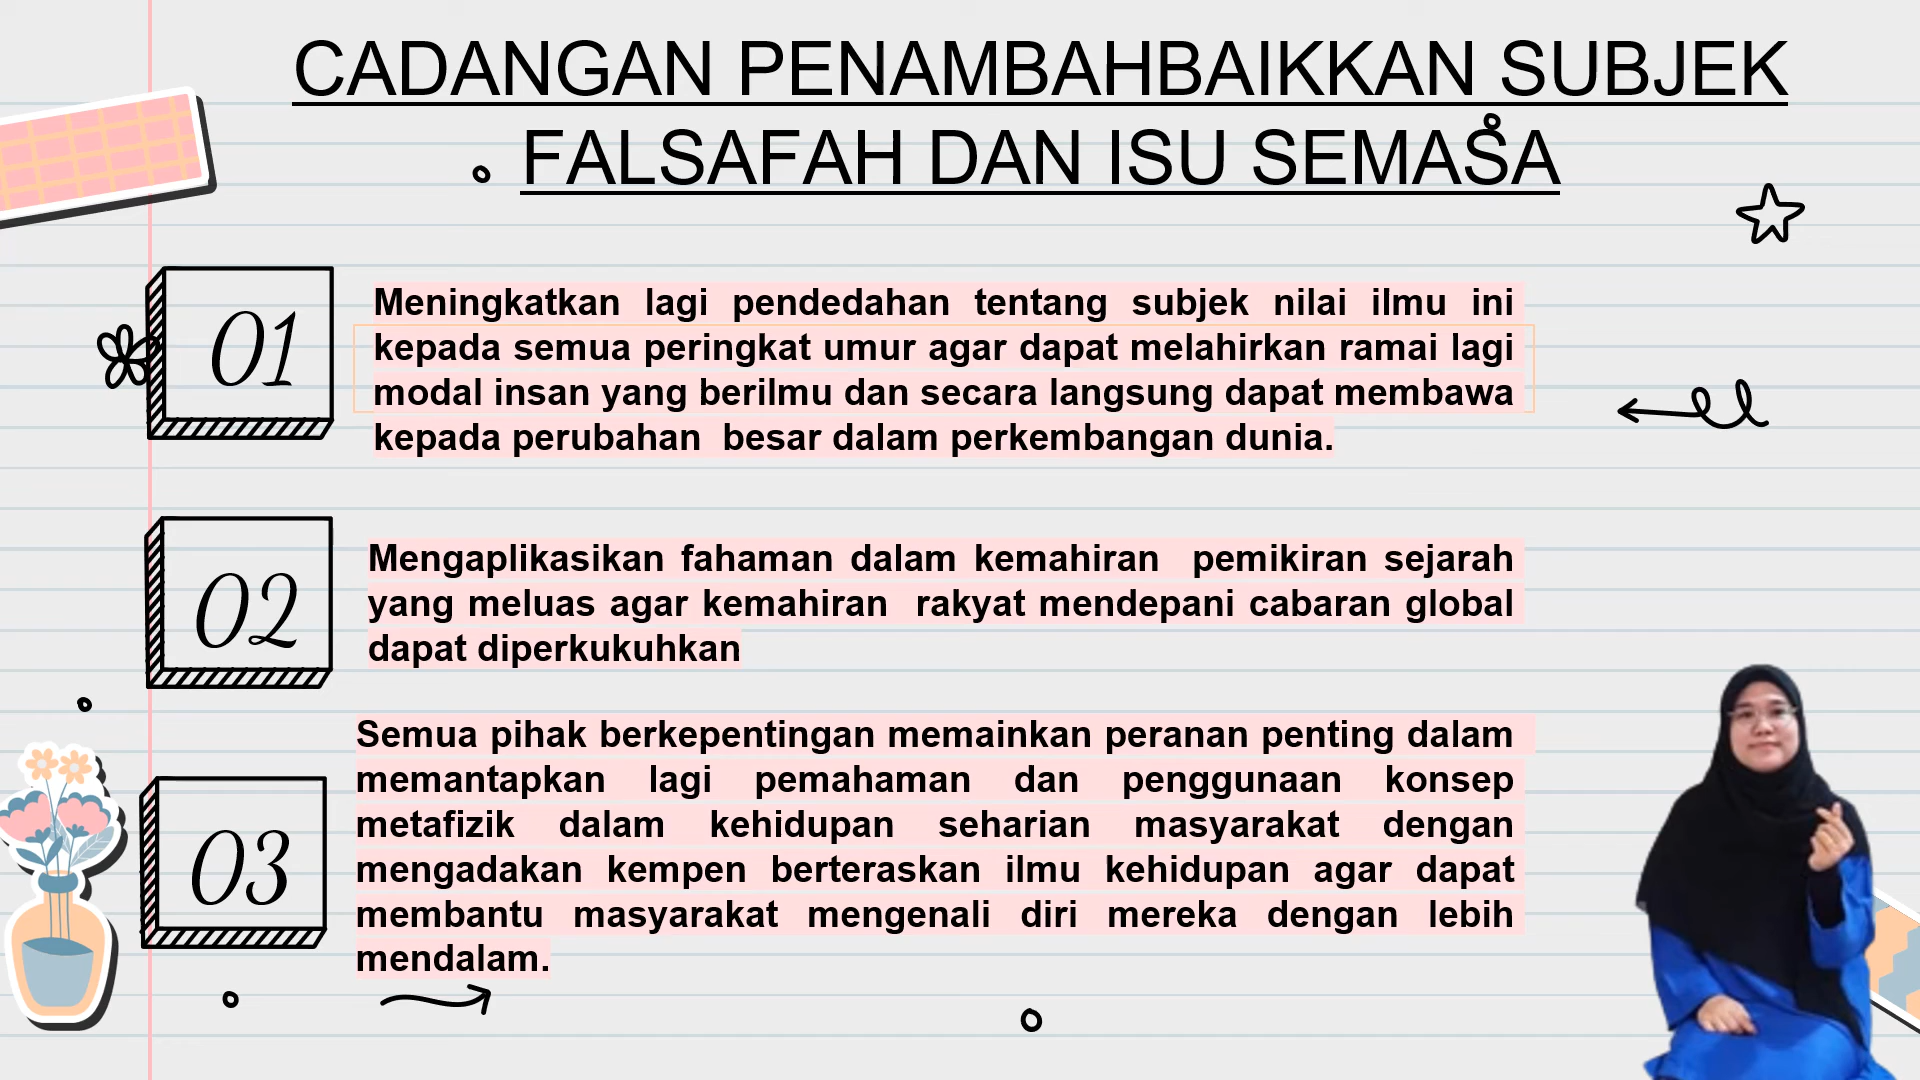 CADANGAN PENAMBAHBAIKKAN SUBJEK
FALSAFAH DAN ISU SEMASA
01
Meningkatkan lagi pendedahan tentang subjek nilai ilmu ini
kepada semua peringkat umur agar dapat melahirkan ramai lagi
modal insan yang berilmu dan secara langsung dapat membawa
kepada perubahan besar dalam perkembangan dunia.
02
Mengaplikasikan fahaman dalam kemahiran pemikiran sejarah
yang meluas agar kemahiran rakyat mendepani cabaran global
dapat diperkukuhkan
03
Semua pihak berkepentingan memainkan peranan penting dalam
memantapkan lagi pemahaman dan penggunaan konsep
metafizik dalam kehidupan seharian masyarakat dengan
mengadakan kempen berteraskan ilmu kehidupan agar dapat
membantu masyarakat mengenali diri mereka dengan lebih
mendalam.